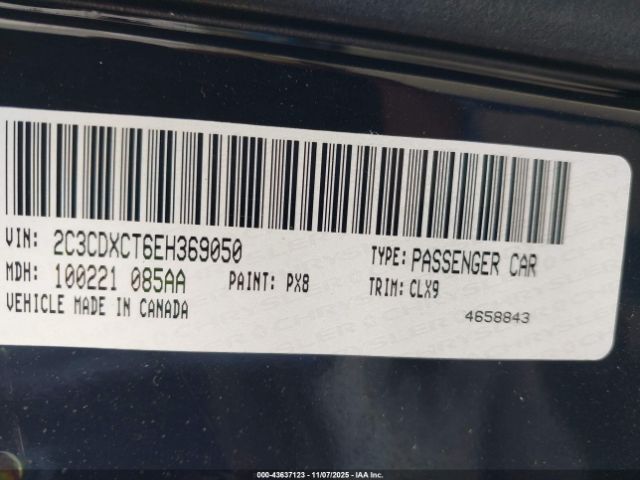 VIN: 2C3CDXCT6EH369050
TYPE: PASSENGER CAR
MDH: 100221 085AA
PAINT: PX8
TRIM: CLX9
VEHICLE MADE IN CANADA
4658843
000-43637123 - 11/07/2025 - IAA Inc.